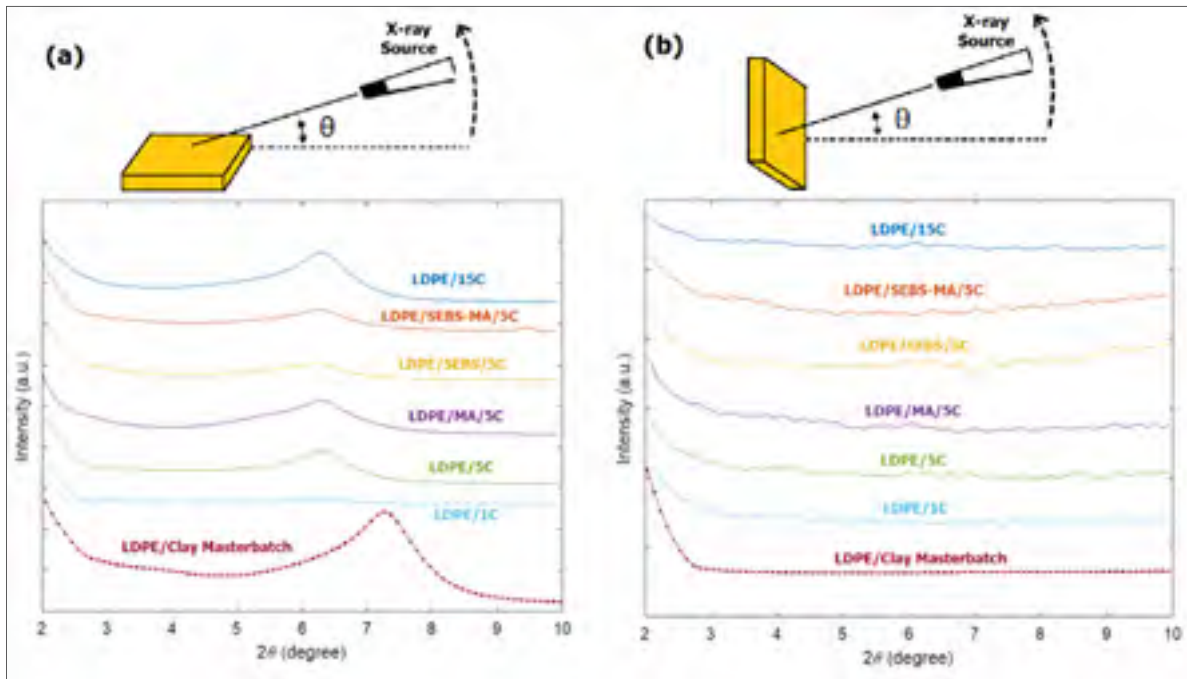 (a)
X-ray
Source
θ
LDPE/15C
LDPE/SEBS-MA/5C
LDPE/SEBS/5C
LDPE/MA/5C
LDPE/5C
LDPE/1C
LDPE/Clay Masterbatch
Intensity (a.u.)
2 3 4 5 6 7 8 9 10
2θ (degree)
(b)
X-ray
Source
θ
LDPE/15C
LDPE/SEBS-MA/5C
LDPE/SEBS/5C
LDPE/MA/5C
LDPE/5C
LDPE/Clay Masterbatch
Intensity (a.u.)
2 3 4 5 6 7 8 9 10
2θ (degree)